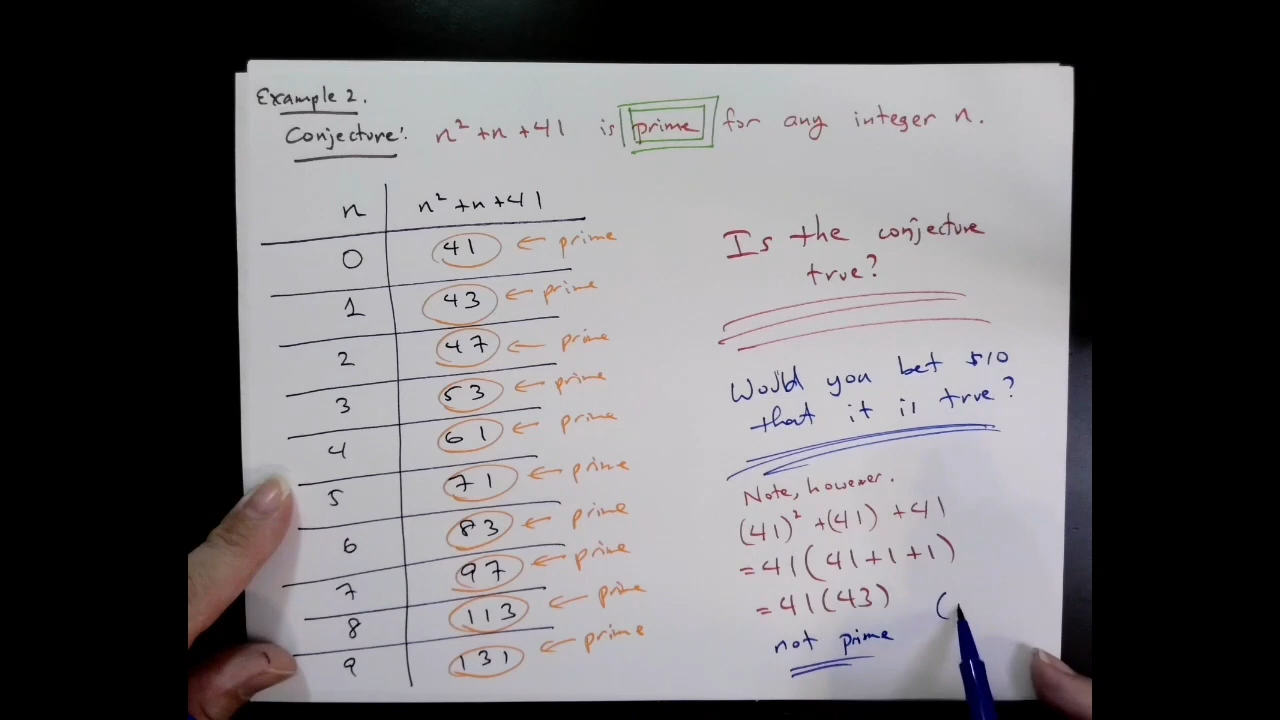 Example 2.
Conjecture: n² + n + 41 is prime for any integer n.
n n² + n + 41
0 41 ← prime
1 43 ← prime
2 47 ← prime
3 53 ← prime
4 61 ← prime
5 71 ← prime
6 83 ← prime
7 97 ← prime
8 113 ← prime
9 131 ← prime
Is the conjecture
true?
Would you bet $10
that it is true?
Note, however.
(41)² + (41) + 41
= 41(41+1+1)
= 41(43) (
not prime